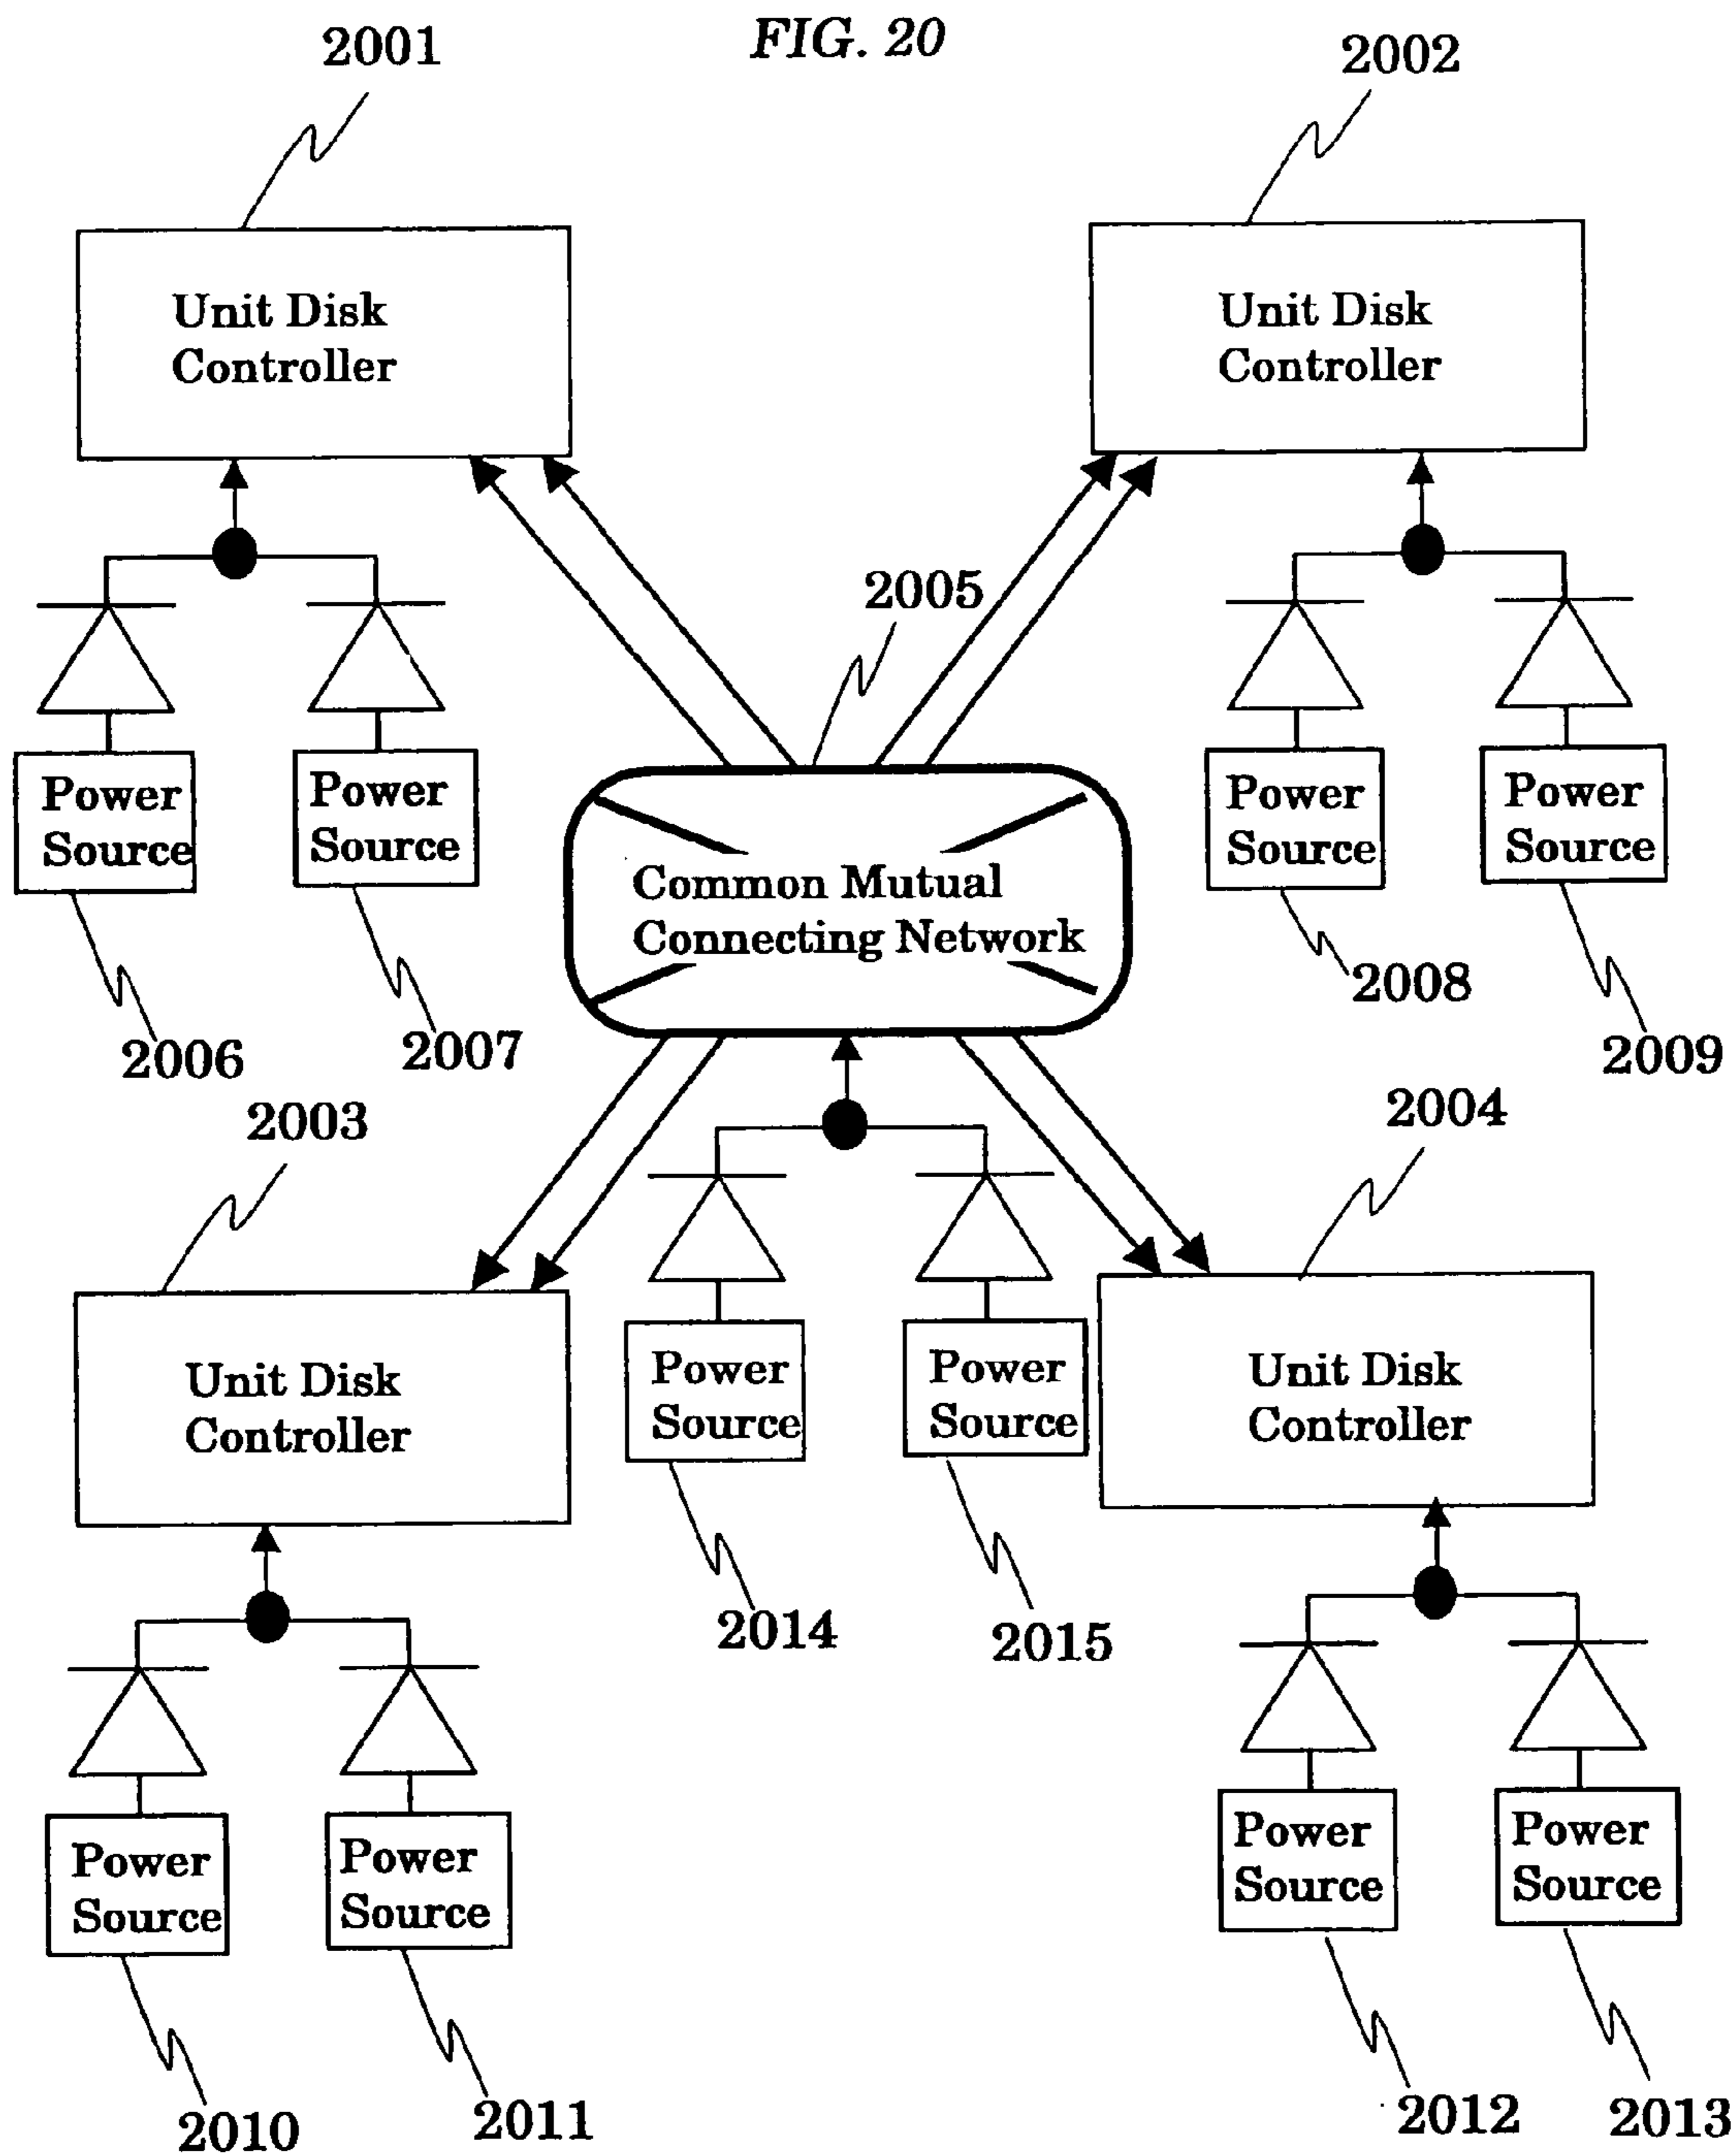 FIG. 20
2001
2002
Unit Disk
Controller
Unit Disk
Controller
2005
Power
Source
Power
Source
Power
Source
Power
Source
Common Mutual
Connecting Network
2006
2007
2008
2009
2003
2004
Unit Disk
Controller
Power
Source
Power
Source
Unit Disk
Controller
2014
2015
Power
Source
Power
Source
Power
Source
Power
Source
2010
2011
2012
2013